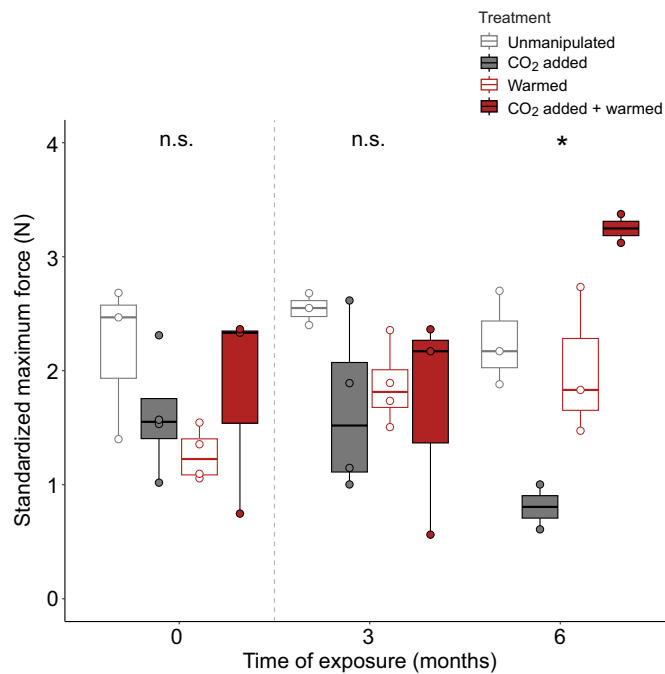 Treatment
Unmanipulated
CO₂ added
Warmed
CO₂ added + warmed
n.s.
n.s.
*
4
3
2
1
0
Standardized maximum force (N)
0
3
6
Time of exposure (months)